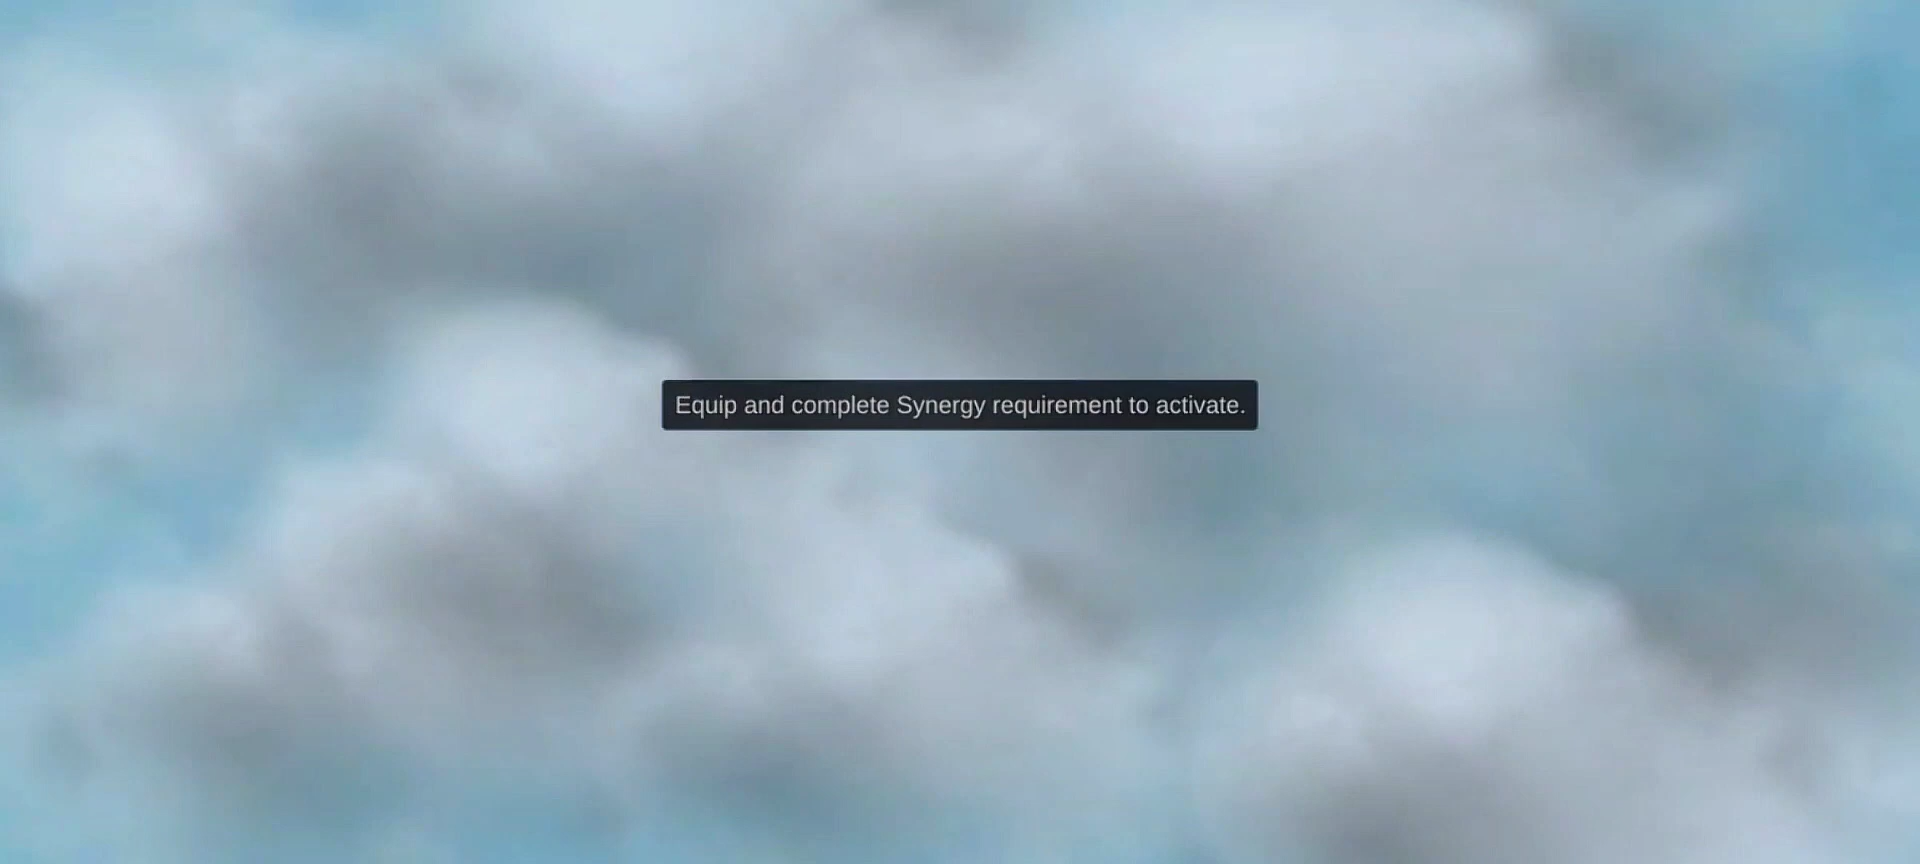 Equip and complete Synergy requirement to activate.